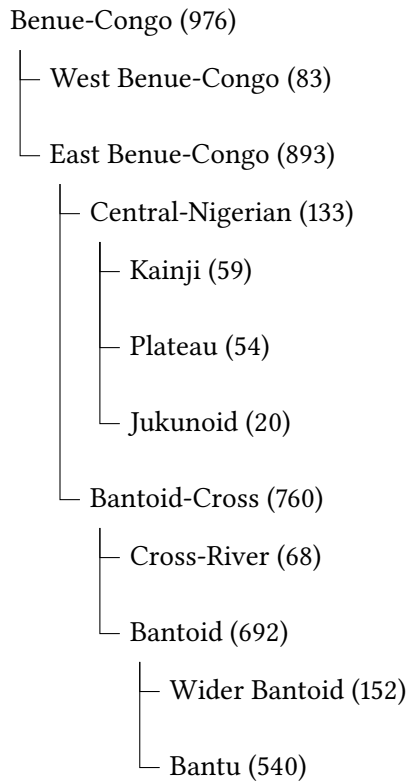 Benue-Congo (976)
West Benue-Congo (83)
East Benue-Congo (893)
Central-Nigerian (133)
Kainji (59)
Plateau (54)
Jukunoid (20)
Bantoid-Cross (760)
Cross-River (68)
Bantoid (692)
Wider Bantoid (152)
Bantu (540)